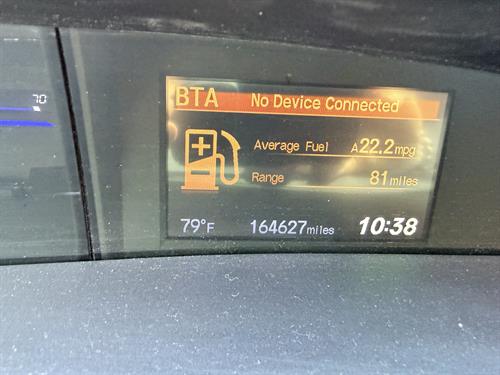 70
BTA No Device Connected
Average Fuel A22.2mpg
Range 81miles
79°F 164627miles 10:38